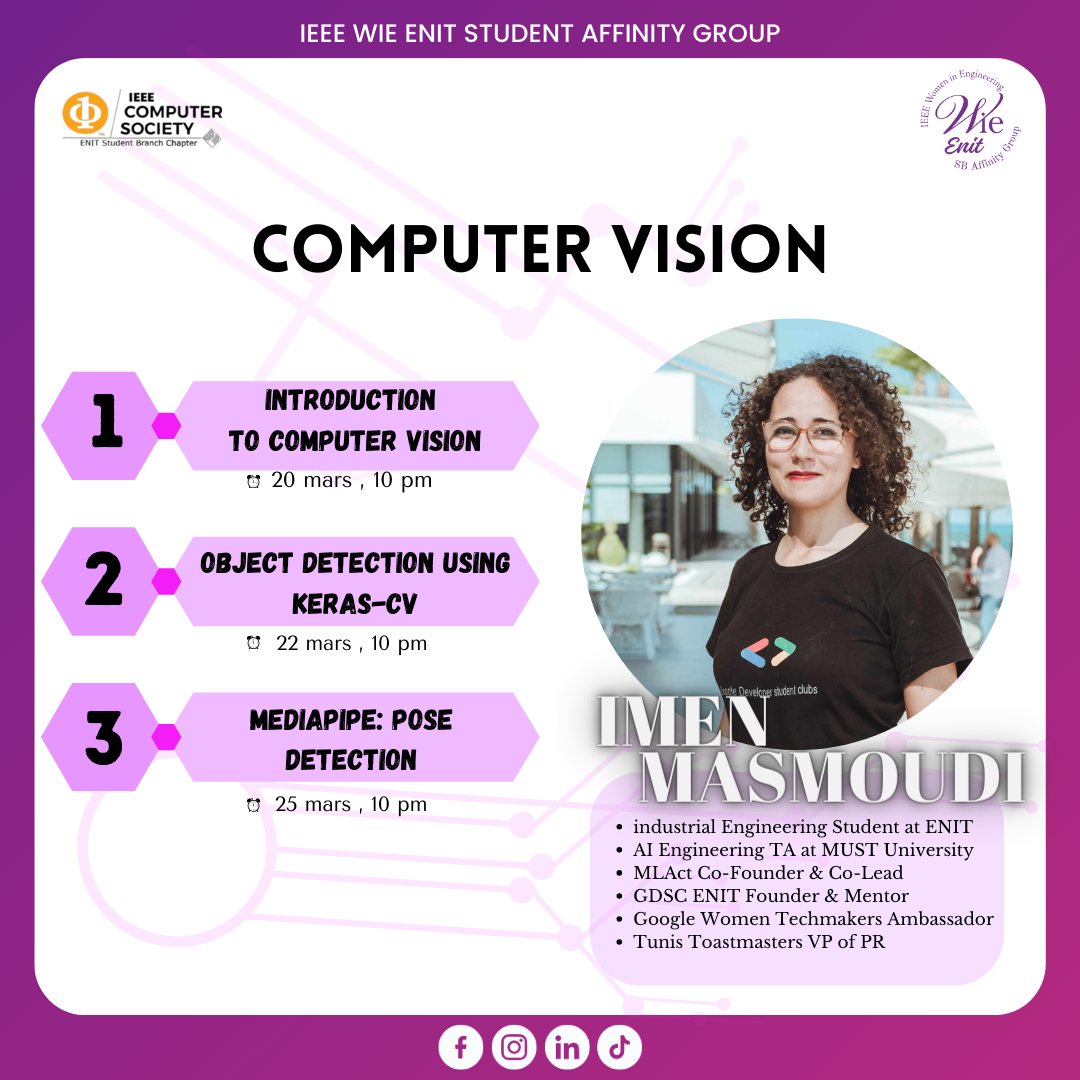 IEEE WIE ENIT STUDENT AFFINITY GROUP
IEEE
COMPUTER
SOCIETY
ENIT Student Branch Chapter
IEEE Women in Engineering
Wie
Enit
SB Affinity Group
COMPUTER VISION
1
INTRODUCTION
TO COMPUTER VISION
20 mars , 10 pm
2
OBJECT DETECTION USING
KERAS-CV
22 mars , 10 pm
3
MEDIAPIPE: POSE
DETECTION
25 mars , 10 pm
Developer student clubs
IMEN
MASMOUDI
• industrial Engineering Student at ENIT
• AI Engineering TA at MUST University
• MLAct Co-Founder & Co-Lead
• GDSC ENIT Founder & Mentor
• Google Women Techmakers Ambassador
• Tunis Toastmasters VP of PR